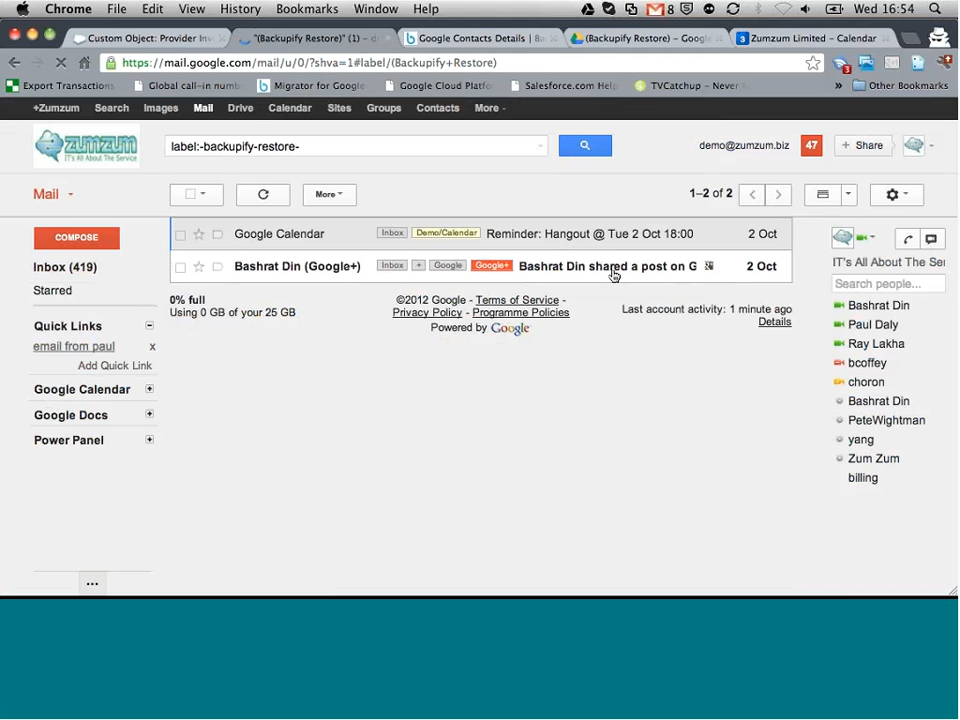 Chrome File Edit View History Bookmarks Window Help 8 Wed 16:54
Custom Object: Provider Inv "(Backupify Restore)" (1) – d Google Contacts Details | Ba (Backupify Restore) – Google 3 Zumzum Limited – Calendar
https://mail.google.com/mail/u/0/?shva=1#label/(Backupify+Restore)
Export Transactions Global call-in numb Migrator for Google Google Cloud Platfo Salesforce.com Help TVCatchup – Never M » Other Bookmarks
+Zumzum Search Images Mail Drive Calendar Sites Groups Contacts More
zumzum
IT's All About The Service
label:-backupify-restore-
demo@zumzum.biz 47 + Share
Mail More 1–2 of 2
COMPOSE
Inbox (419)
Starred
Quick Links
email from paul x
Add Quick Link
Google Calendar
Google Docs
Power Panel
...
Google Calendar Inbox Demo/Calendar Reminder: Hangout @ Tue 2 Oct 18:00 2 Oct
Bashrat Din (Google+) Inbox + Google Google+ Bashrat Din shared a post on G 2 Oct
0% full
Using 0 GB of your 25 GB
©2012 Google - Terms of Service -
Privacy Policy - Programme Policies
Powered by Google
Last account activity: 1 minute ago
Details
IT's All About The Ser
Search people...
Bashrat Din
Paul Daly
Ray Lakha
bcoffey
choron
Bashrat Din
PeteWightman
yang
Zum Zum
billing